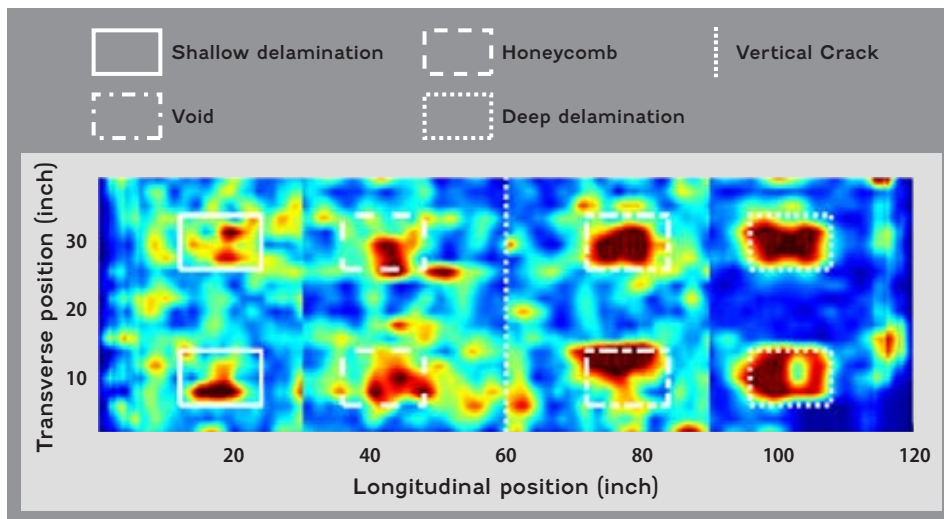 Shallow delamination
Honeycomb
Vertical Crack
Void
Deep delamination
Transverse position (inch)
30
20
10
20
40
60
80
100
120
Longitudinal position (inch)